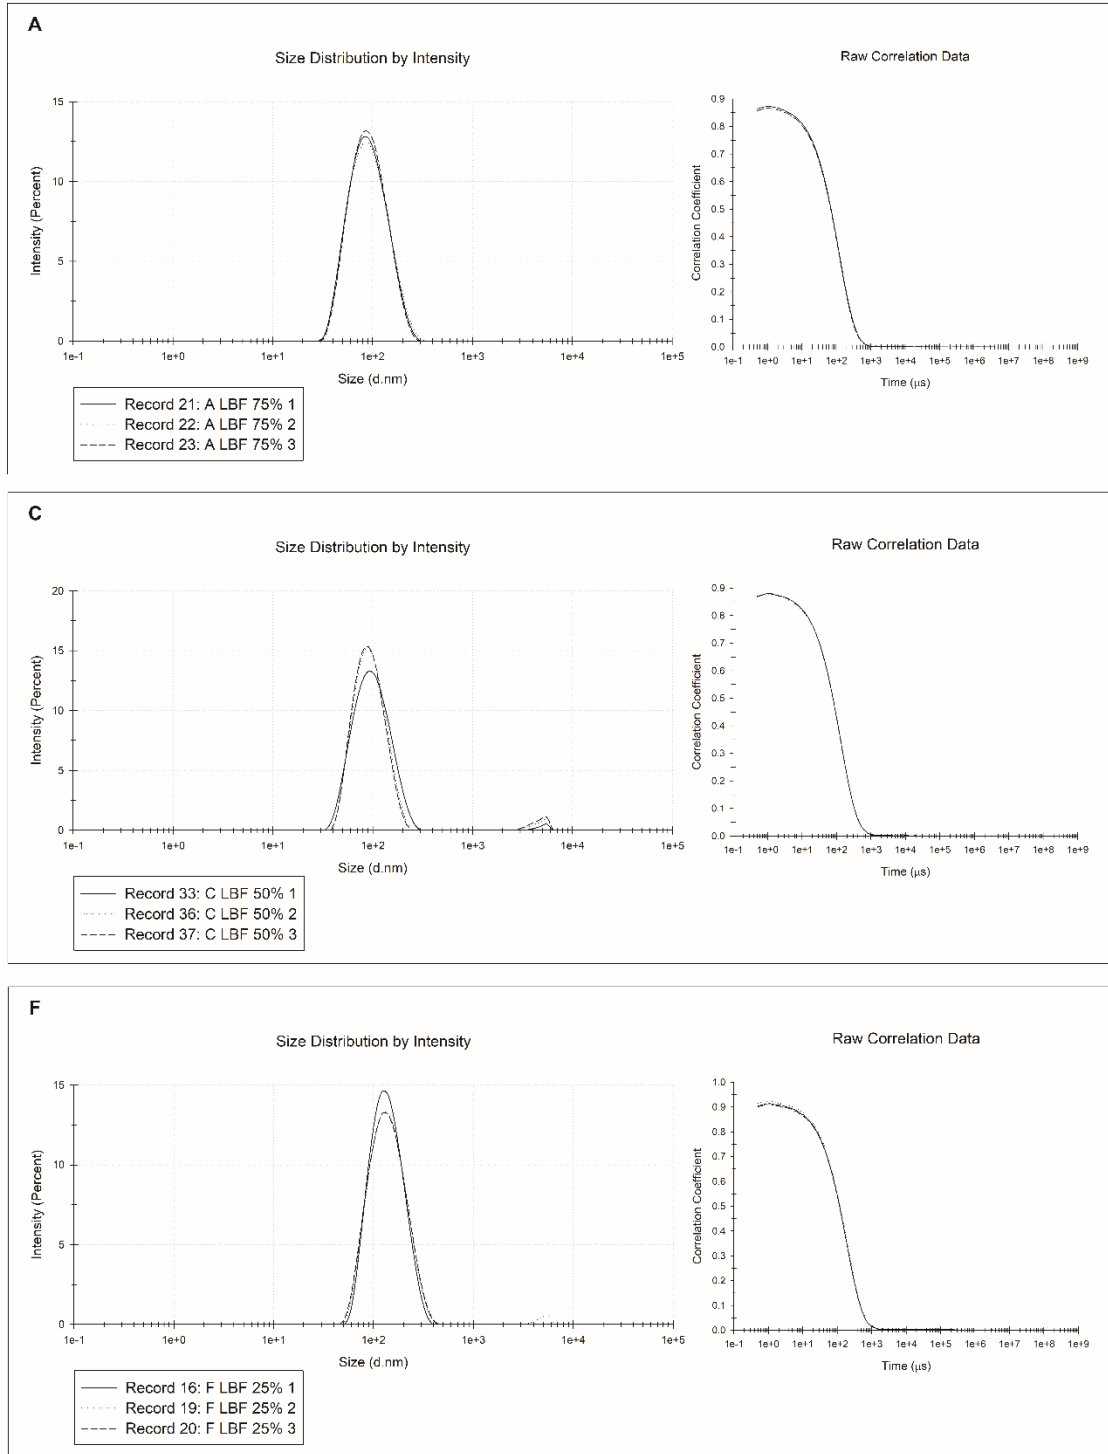 A
Size Distribution by Intensity
Raw Correlation Data
Intensity (Percent)
15
10
5
0
1e-1 1e+0 1e+1 1e+2 1e+3 1e+4 1e+5
Size (d.nm)
Correlation Coefficient
0.9
0.8
0.7
0.6
0.5
0.4
0.3
0.2
0.1
0.0
1e-1 1e+0 1e+1 1e+2 1e+3 1e+4 1e+5 1e+6 1e+7 1e+8 1e+9
Time (µs)
Record 21: A LBF 75% 1
Record 22: A LBF 75% 2
Record 23: A LBF 75% 3
C
Size Distribution by Intensity
Raw Correlation Data
Intensity (Percent)
20
15
10
5
0
1e-1 1e+0 1e+1 1e+2 1e+3 1e+4 1e+5
Size (d.nm)
Correlation Coefficient
0.9
0.8
0.7
0.6
0.5
0.4
0.3
0.2
0.1
0.0
1e-1 1e+0 1e+1 1e+2 1e+3 1e+4 1e+5 1e+6 1e+7 1e+8 1e+9
Time (µs)
Record 33: C LBF 50% 1
Record 36: C LBF 50% 2
Record 37: C LBF 50% 3
F
Size Distribution by Intensity
Raw Correlation Data
Intensity (Percent)
15
10
5
0
1e-1 1e+0 1e+1 1e+2 1e+3 1e+4 1e+5
Size (d.nm)
Correlation Coefficient
1.0
0.9
0.8
0.7
0.6
0.5
0.4
0.3
0.2
0.1
0.0
1e-1 1e+0 1e+1 1e+2 1e+3 1e+4 1e+5 1e+6 1e+7 1e+8 1e+9
Time (µs)
Record 16: F LBF 25% 1
Record 19: F LBF 25% 2
Record 20: F LBF 25% 3